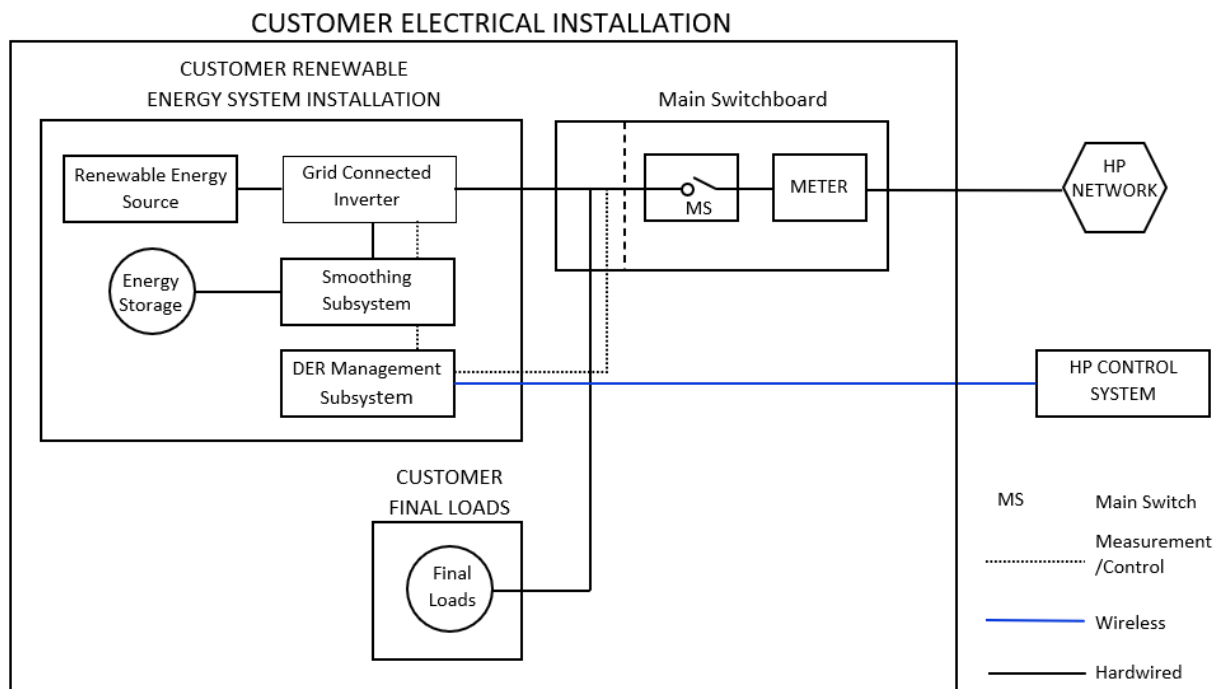 CUSTOMER ELECTRICAL INSTALLATION
CUSTOMER RENEWABLE
ENERGY SYSTEM INSTALLATION
Main Switchboard
Renewable Energy
Source
Grid Connected
Inverter
MS
METER
HP
NETWORK
Energy
Storage
Smoothing
Subsystem
DER Management
Subsystem
HP CONTROL
SYSTEM
CUSTOMER
FINAL LOADS
Final
Loads
MS
Main Switch
Measurement
/Control
Wireless
Hardwired